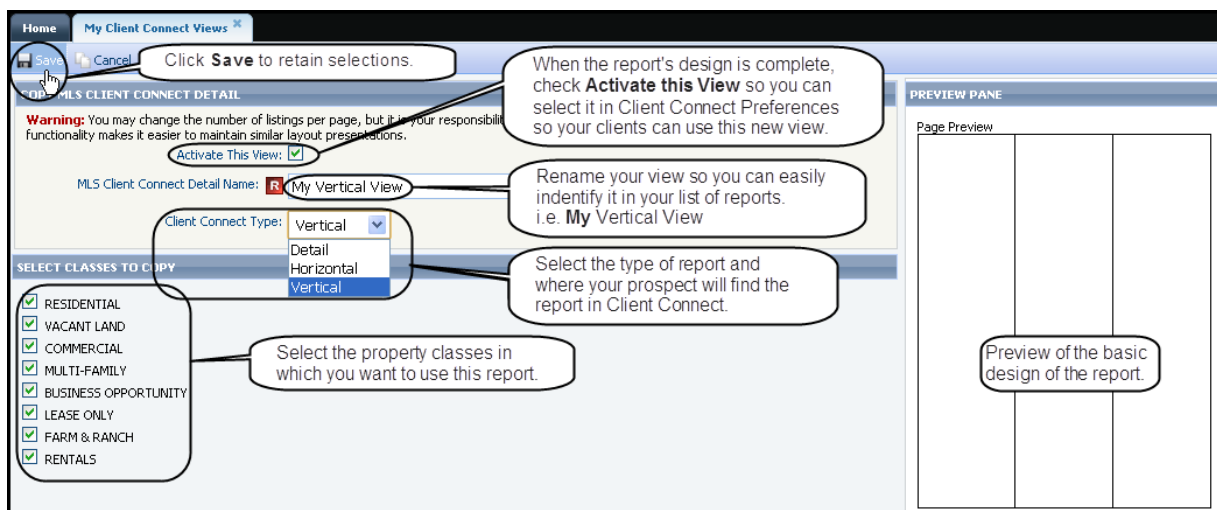 Home
My Client Connect Views ×
Save
Cancel
Click Save to retain selections.
When the report's design is complete,
check Activate this View so you can
select it in Client Connect Preferences
so your clients can use this new view.
MLS CLIENT CONNECT DETAIL
Warning: You may change the number of listings per page, but it is your responsibilit
functionality makes it easier to maintain similar layout presentations.
Activate This View:
MLS Client Connect Detail Name: R My Vertical View
Rename your view so you can easily
indentify it in your list of reports.
i.e. My Vertical View
Client Connect Type: Vertical
Detail
Horizontal
Vertical
Select the type of report and
where your prospect will find the
report in Client Connect.
SELECT CLASSES TO COPY
RESIDENTIAL
VACANT LAND
COMMERCIAL
MULTI-FAMILY
BUSINESS OPPORTUNITY
LEASE ONLY
FARM & RANCH
RENTALS
Select the property classes in
which you want to use this report.
PREVIEW PANE
Page Preview
Preview of the basic
design of the report.